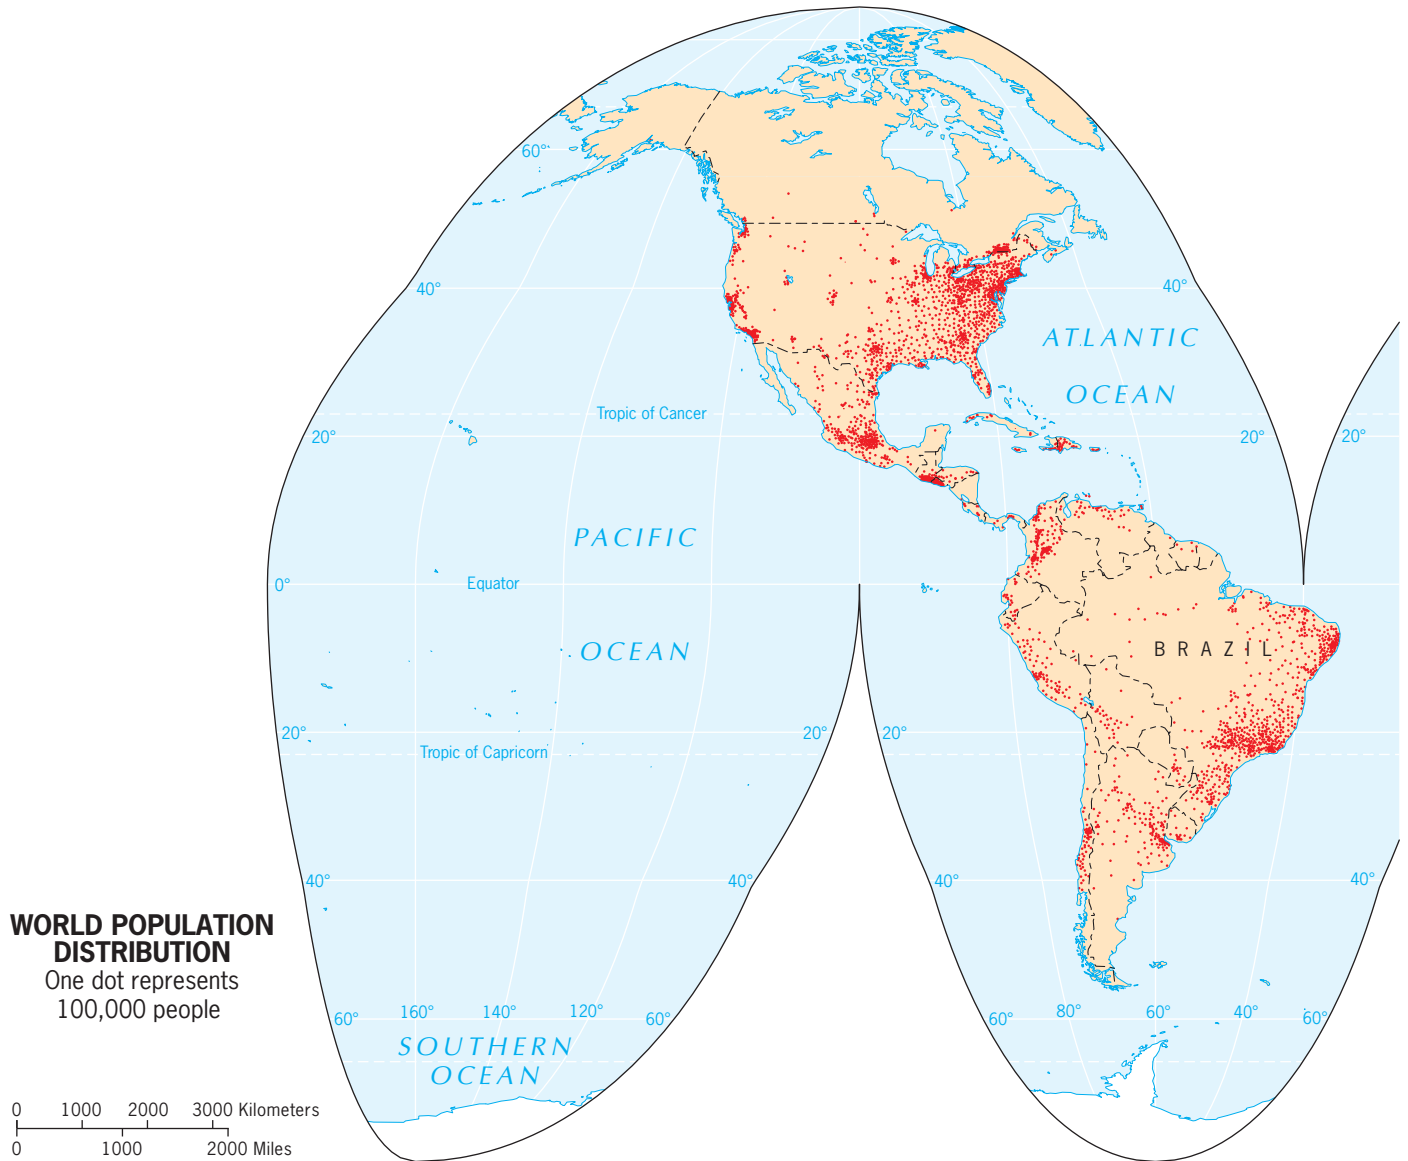 60°
40°
40°
ATLANTIC
OCEAN
Tropic of Cancer
20°
20°
20°
PACIFIC
0°
Equator
OCEAN
BRAZIL
20°
20°
20°
Tropic of Capricorn
40°
40°
40°
40°
WORLD POPULATION
DISTRIBUTION
One dot represents
100,000 people
60°
160°
140°
120°
60°
60°
80°
60°
40°
60°
SOUTHERN
OCEAN
0 1000 2000 3000 Kilometers
0 1000 2000 Miles